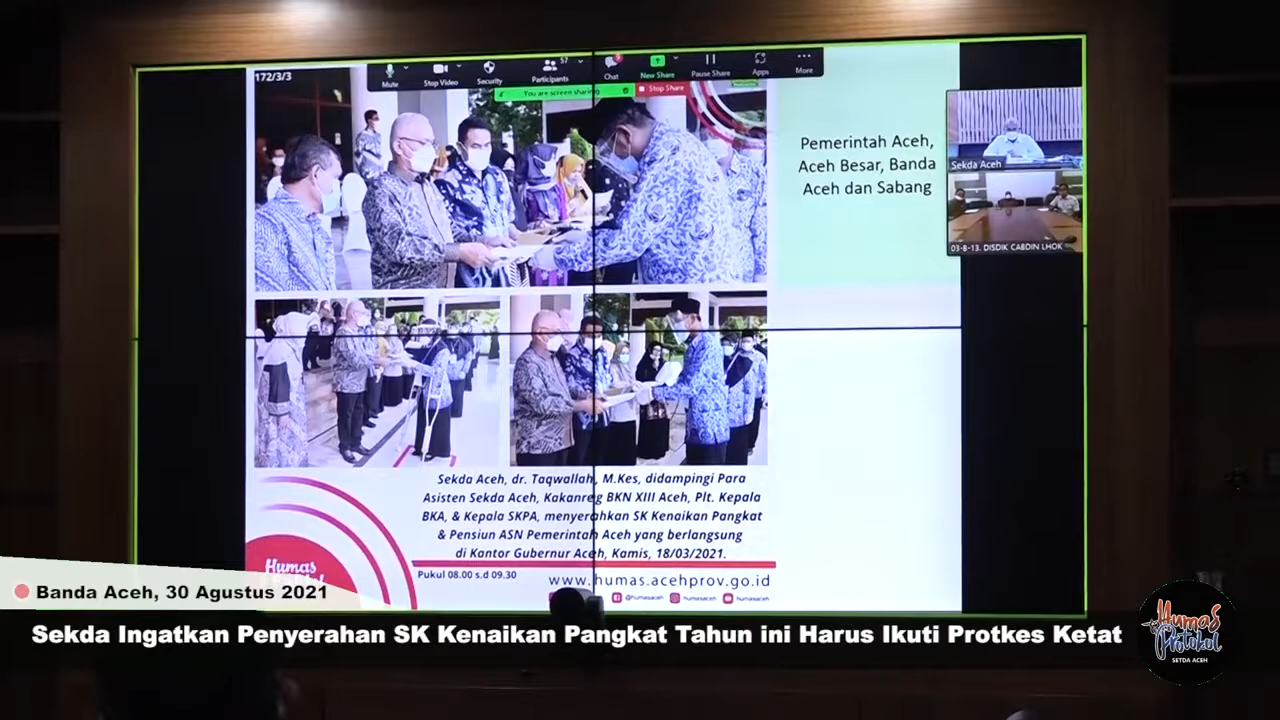 172/3/3
Mute
Stop Video
Security
Participants
57
Chat
New Share
Pause Share
Apps
More
You are screen sharing
Stop Share
Pemerintah Aceh,
Aceh Besar, Banda
Aceh dan Sabang
Sekda Aceh
03-B-13. DISDIK CABDIN LHOK
Sekda Aceh, dr. Taqwallah, M.Kes, didampingi Para
Asisten Sekda Aceh, Kakanreg BKN XIII Aceh, Plt. Kepala
BKA, & Kepala SKPA, menyerahkan SK Kenaikan Pangkat
& Pensiun ASN Pemerintah Aceh yang berlangsung
di Kantor Gubernur Aceh, Kamis, 18/03/2021.
Humas
Pukul 08.00 s.d 09.30
www.humas.acehprov.go.id
@humasaceh
humasaceh
humasaceh
Banda Aceh, 30 Agustus 2021
Sekda Ingatkan Penyerahan SK Kenaikan Pangkat Tahun ini Harus Ikuti Protkes Ketat
Humas
Protokol
SETDA ACEH